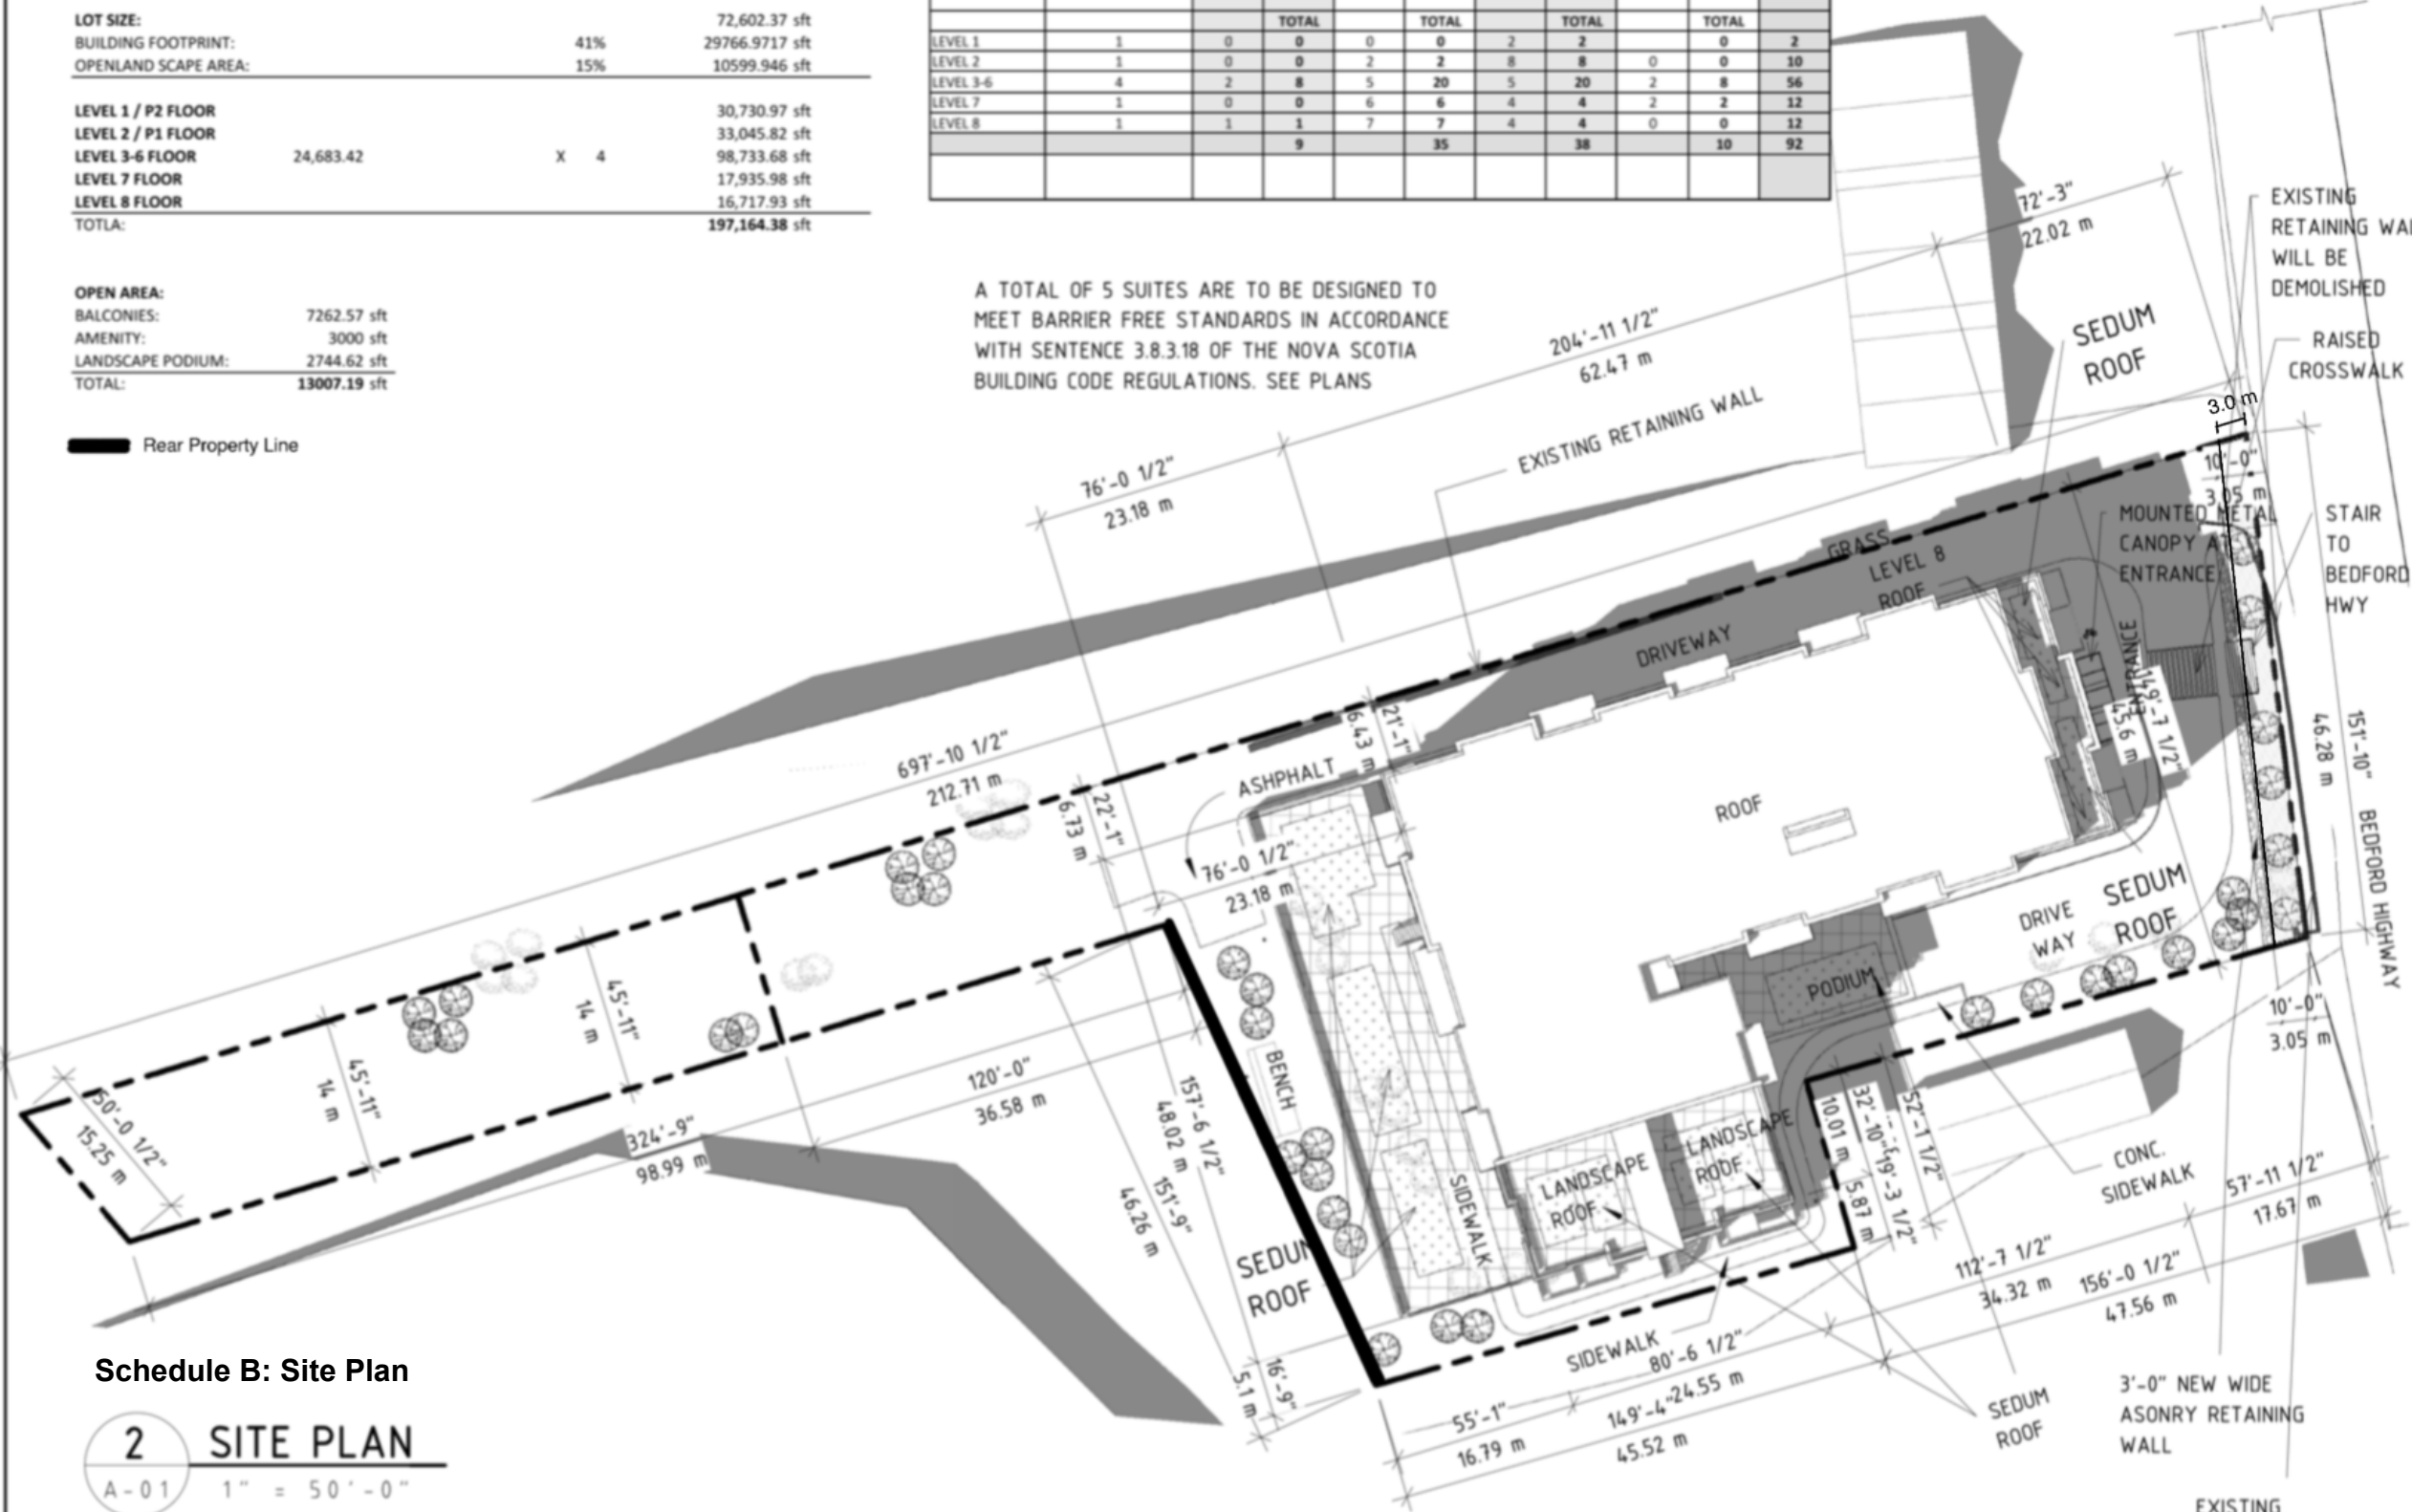 LOT SIZE: 72,602.37 sft
BUILDING FOOTPRINT: 41% 29766.9717 sft
OPENLAND SCAPE AREA: 15% 10599.946 sft
LEVEL 1 / P2 FLOOR 30,730.97 sft
LEVEL 2 / P1 FLOOR 33,045.82 sft
LEVEL 3-6 FLOOR 24,683.42 X 4 98,733.68 sft
LEVEL 7 FLOOR 17,935.98 sft
LEVEL 8 FLOOR 16,717.93 sft
TOTLA: 197,164.38 sft
OPEN AREA:
BALCONIES: 7262.57 sft
AMENITY: 3000 sft
LANDSCAPE PODIUM: 2744.62 sft
TOTAL: 13007.19 sft
Rear Property Line
TOTAL TOTAL TOTAL TOTAL
LEVEL 1 1 0 0 0 0 2 2 0 2
LEVEL 2 1 0 0 2 2 8 8 0 0 10
LEVEL 3-6 4 2 8 5 20 5 20 2 8 56
LEVEL 7 1 0 0 6 6 4 4 2 2 12
LEVEL 8 1 1 1 7 7 4 4 0 0 12
9 35 38 10 92
A TOTAL OF 5 SUITES ARE TO BE DESIGNED TO
MEET BARRIER FREE STANDARDS IN ACCORDANCE
WITH SENTENCE 3.8.3.18 OF THE NOVA SCOTIA
BUILDING CODE REGULATIONS. SEE PLANS
72'-3"
22.02 m
204'-11 1/2"
62.47 m
76'-0 1/2"
23.18 m
EXISTING RETAINING WALL
EXISTING
RETAINING WAL
WILL BE
DEMOLISHED
SEDUM
ROOF
RAISED
CROSSWALK
3.0 m
10'-0"
3.05 m
MOUNTED METAL
CANOPY AT
ENTRANCE
STAIR
TO
BEDFORD
HWY
GRASS
LEVEL 8
ROOF
DRIVEWAY
ENTRANCE
149'-7 1/2"
45.6 m
151'-10"
46.28 m
BEDFORD HIGHWAY
697'-10 1/2"
212.71 m
21'-1"
6.43 m
22'-1"
6.73 m
ASHPHALT
76'-0 1/2"
23.18 m
ROOF
DRIVE
WAY
SEDUM
ROOF
PODIUM
45'-11"
14 m
45'-11"
14 m
50'-0 1/2"
15.25 m
324'-9"
98.99 m
120'-0"
36.58 m
157'-6 1/2"
48.02 m
151'-9"
46.26 m
BENCH
SEDUM
ROOF
SIDEWALK
LANDSCAPE
ROOF
LANDSCAPE
ROOF
10'-0"
3.05 m
32'-10"
10.01 m
19'-3 1/2"
5.87 m
52'-1 1/2"
CONC.
SIDEWALK
57'-11 1/2"
17.67 m
112'-7 1/2"
34.32 m
156'-0 1/2"
47.56 m
16'-9"
5.1 m
SIDEWALK
80'-6 1/2"
24.55 m
55'-1"
16.79 m
149'-4"
45.52 m
SEDUM
ROOF
3'-0" NEW WIDE
ASONRY RETAINING
WALL
EXISTING
Schedule B: Site Plan
2
A-01
SITE PLAN
1" = 50'-0"